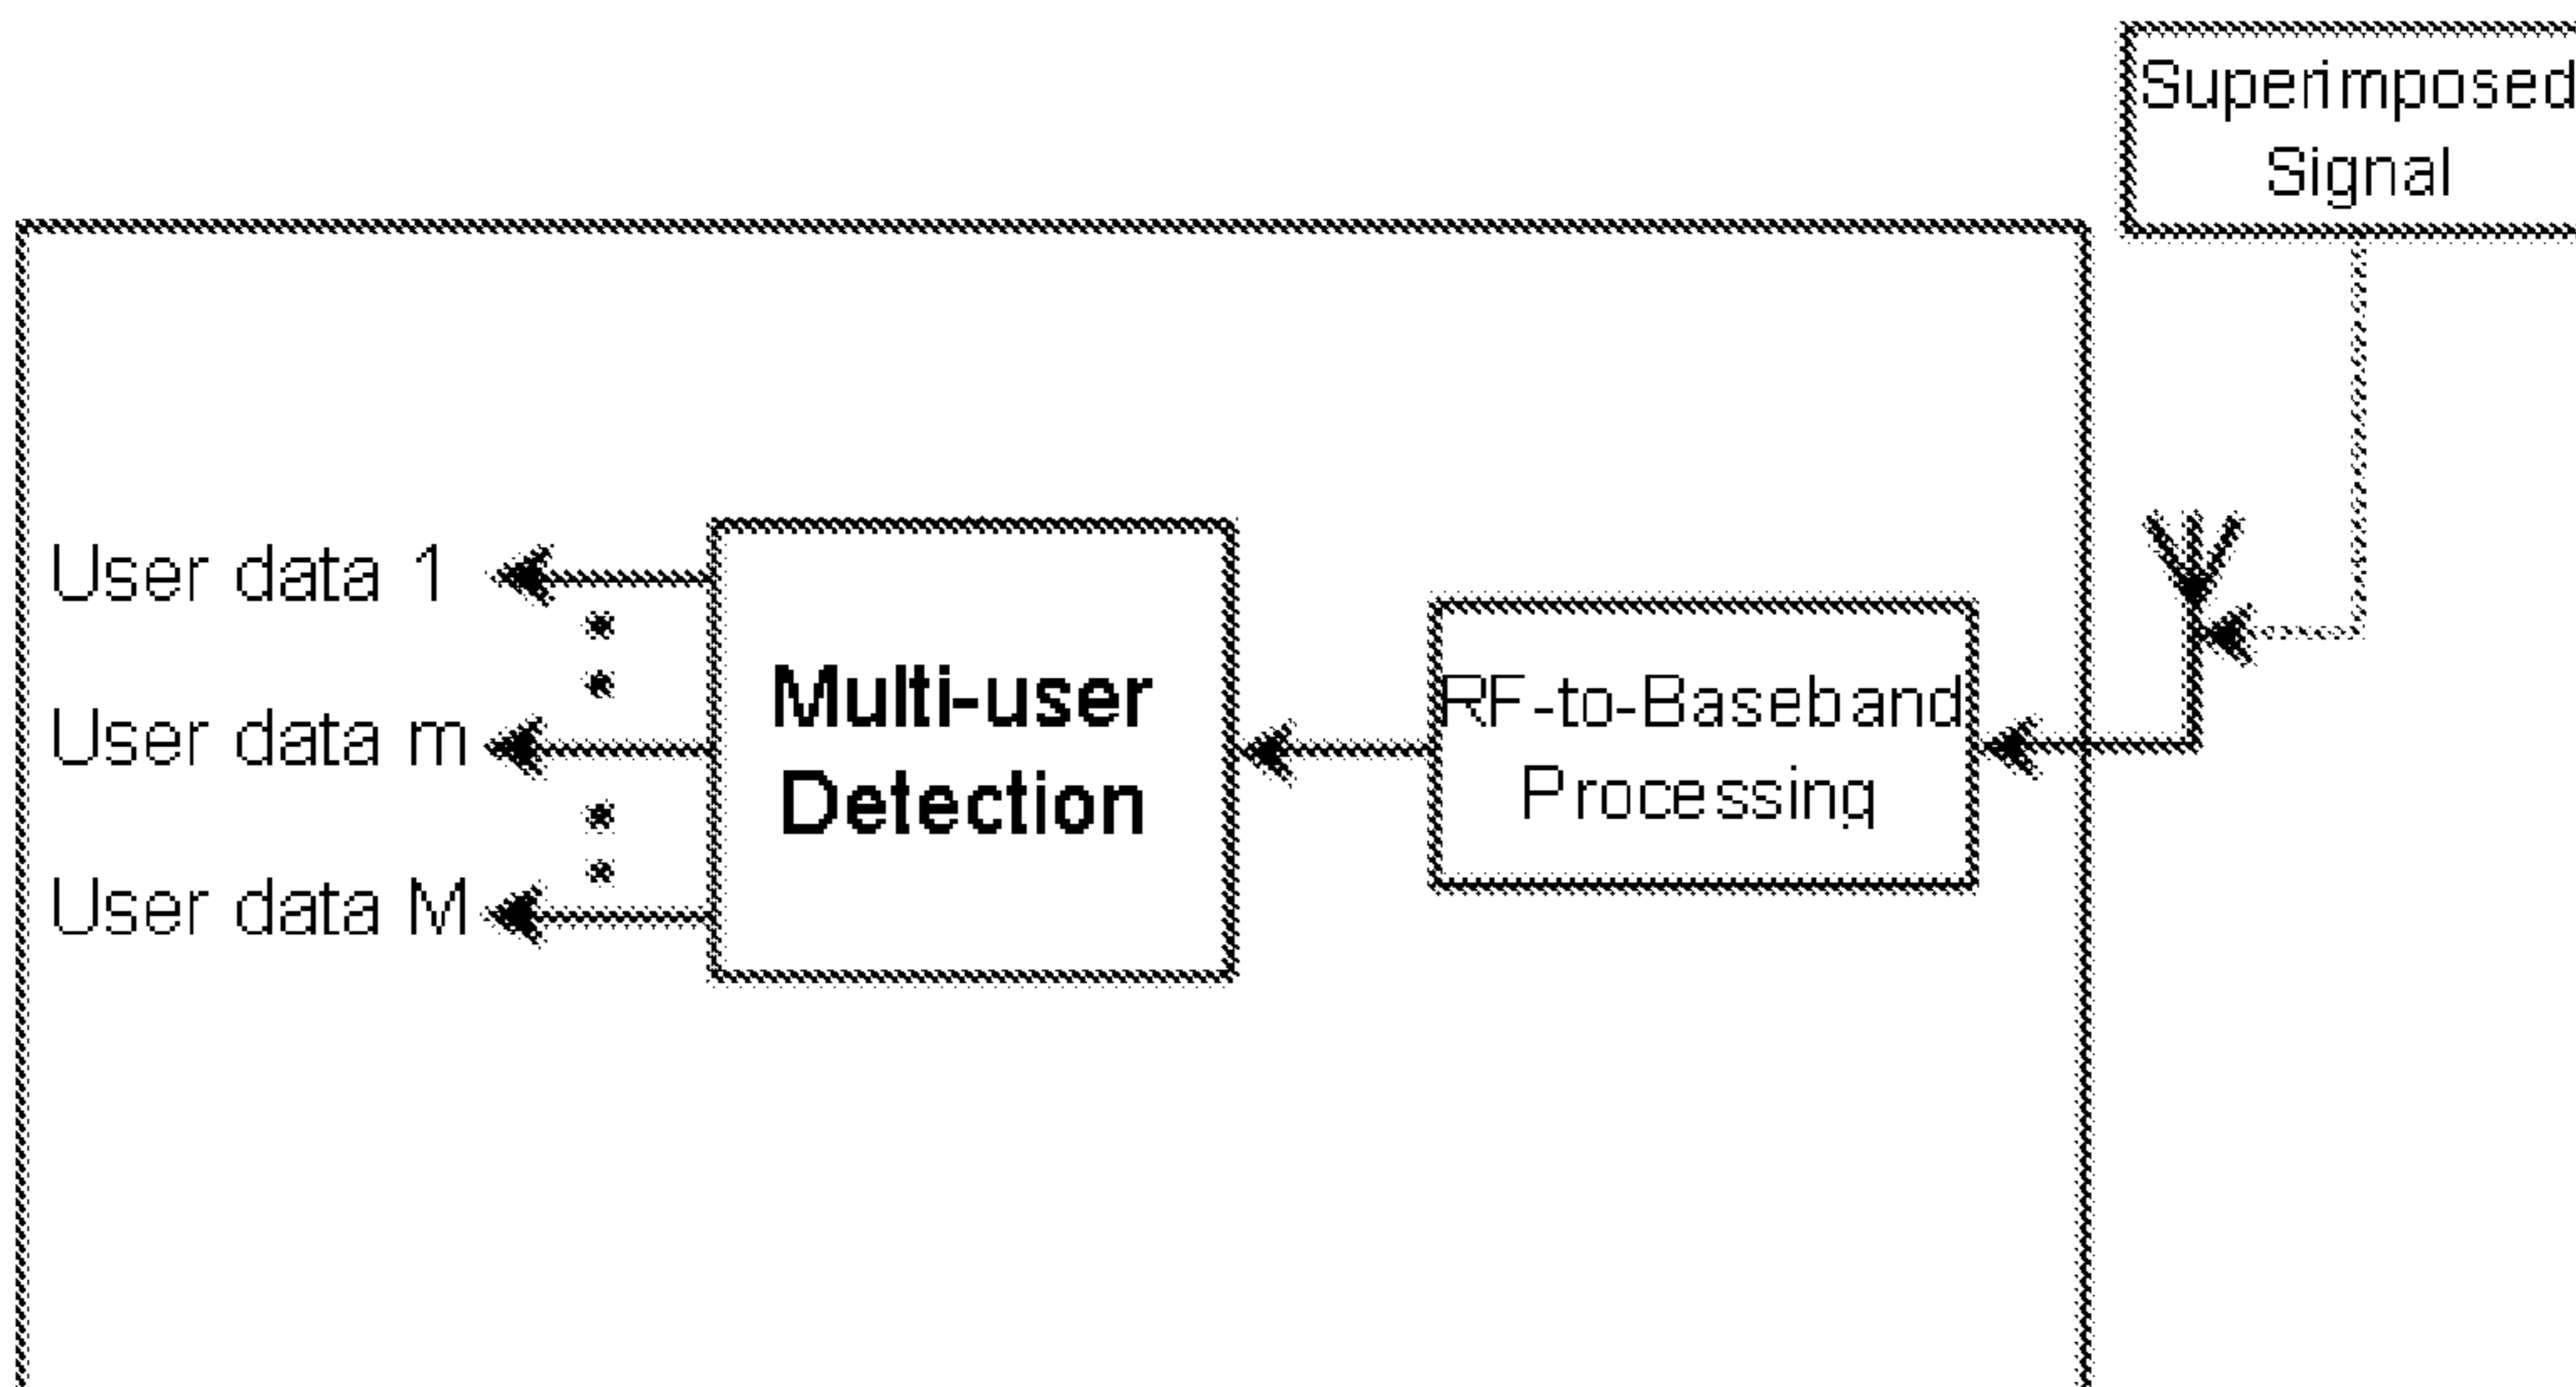 Superimposed
Signal
User data 1
User data m
User data M
Multi-user
Detection
RF-to-Baseband
Processing